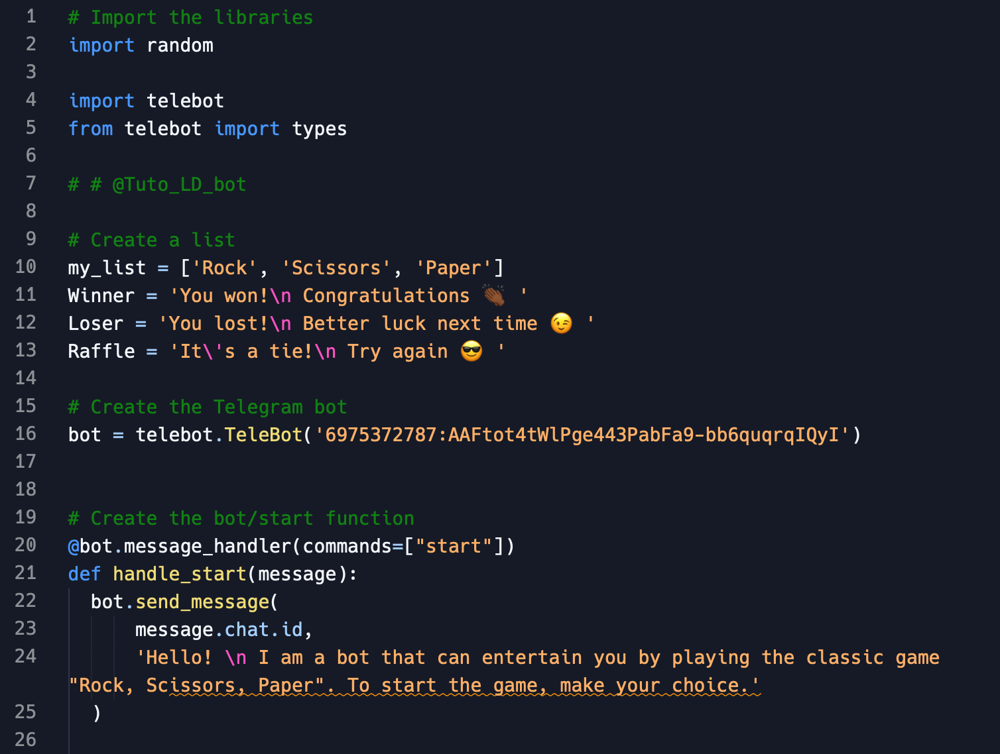 1 # Import the libraries
2 import random
3
4 import telebot
5 from telebot import types
6
7 # # @Tuto_LD_bot
8
9 # Create a list
10 my_list = ['Rock', 'Scissors', 'Paper']
11 Winner = 'You won!\n Congratulations 👏🏾 '
12 Loser = 'You lost!\n Better luck next time 😉 '
13 Raffle = 'It\'s a tie!\n Try again 😎 '
14
15 # Create the Telegram bot
16 bot = telebot.TeleBot('6975372787:AAFtot4tWlPge443PabFa9-bb6quqrqIQyI')
17
18
19 # Create the bot/start function
20 @bot.message_handler(commands=["start"])
21 def handle_start(message):
22   bot.send_message(
23       message.chat.id,
24       'Hello! \n I am a bot that can entertain you by playing the classic game
"Rock, Scissors, Paper". To start the game, make your choice.'
25   )
26